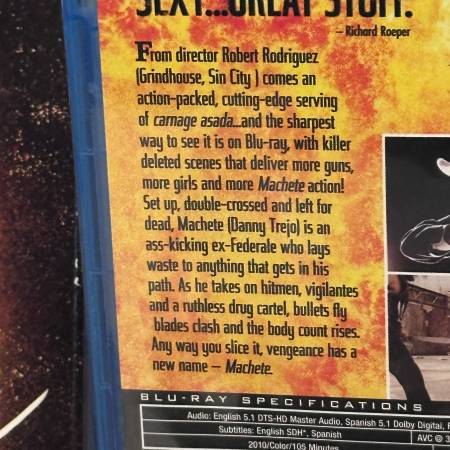 SEXY...GREAT STUFF.
– Richard Roeper
From director Robert Rodriguez
(Grindhouse, Sin City ) comes an
action-packed, cutting-edge serving
of carnage asada...and the sharpest
way to see it is on Blu-ray, with killer
deleted scenes that deliver more guns,
more girls and more Machete action!
Set up, double-crossed and left for
dead, Machete (Danny Trejo) is an
ass-kicking ex-Federale who lays
waste to anything that gets in his
path. As he takes on hitmen, vigilantes
and a ruthless drug cartel, bullets fly
blades clash and the body count rises.
Any way you slice it, vengeance has a
new name – Machete.
BLU-RAY SPECIFICATIONS
Audio: English 5.1 DTS-HD Master Audio, Spanish 5.1 Dolby Digital,
Subtitles: English SDH*, Spanish
AVC @ 3
2010/Color/105 Minutes